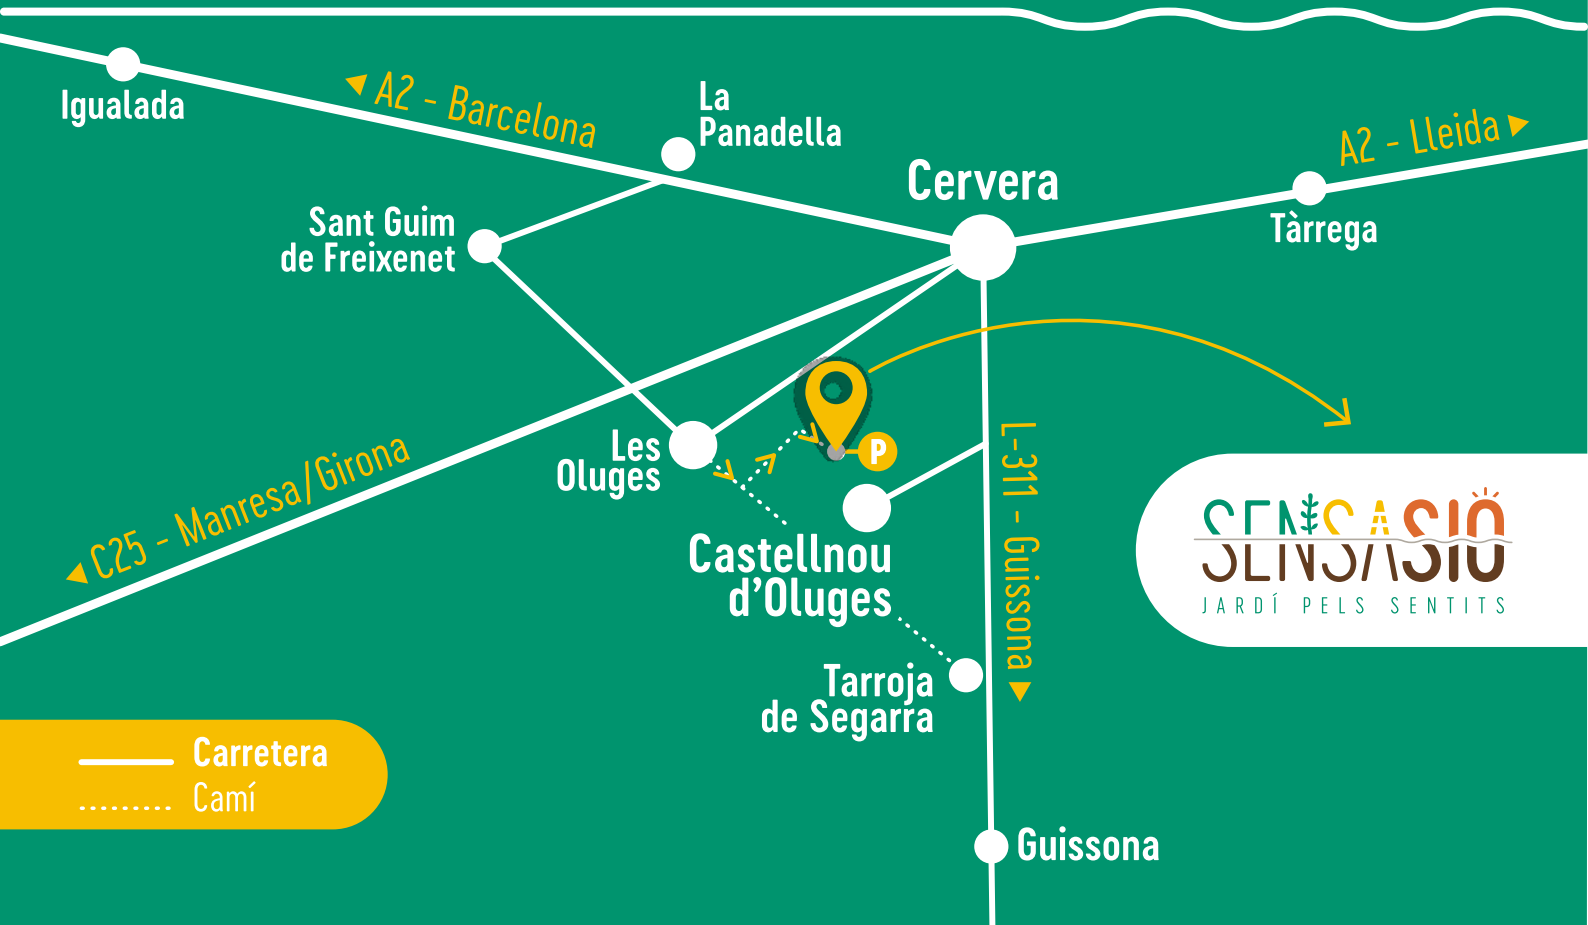 Igualada
A2 - Barcelona
La
Panadella
Cervera
A2 - Lleida
Tàrrega
Sant Guim
de Freixenet
C25 - Manresa/Girona
Les
Oluges
P
L-311 - Guissona
Castellnou
d'Oluges
SENSASIÓ
JARDÍ PELS SENTITS
Tarroja
de Segarra
Carretera
Camí
Guissona